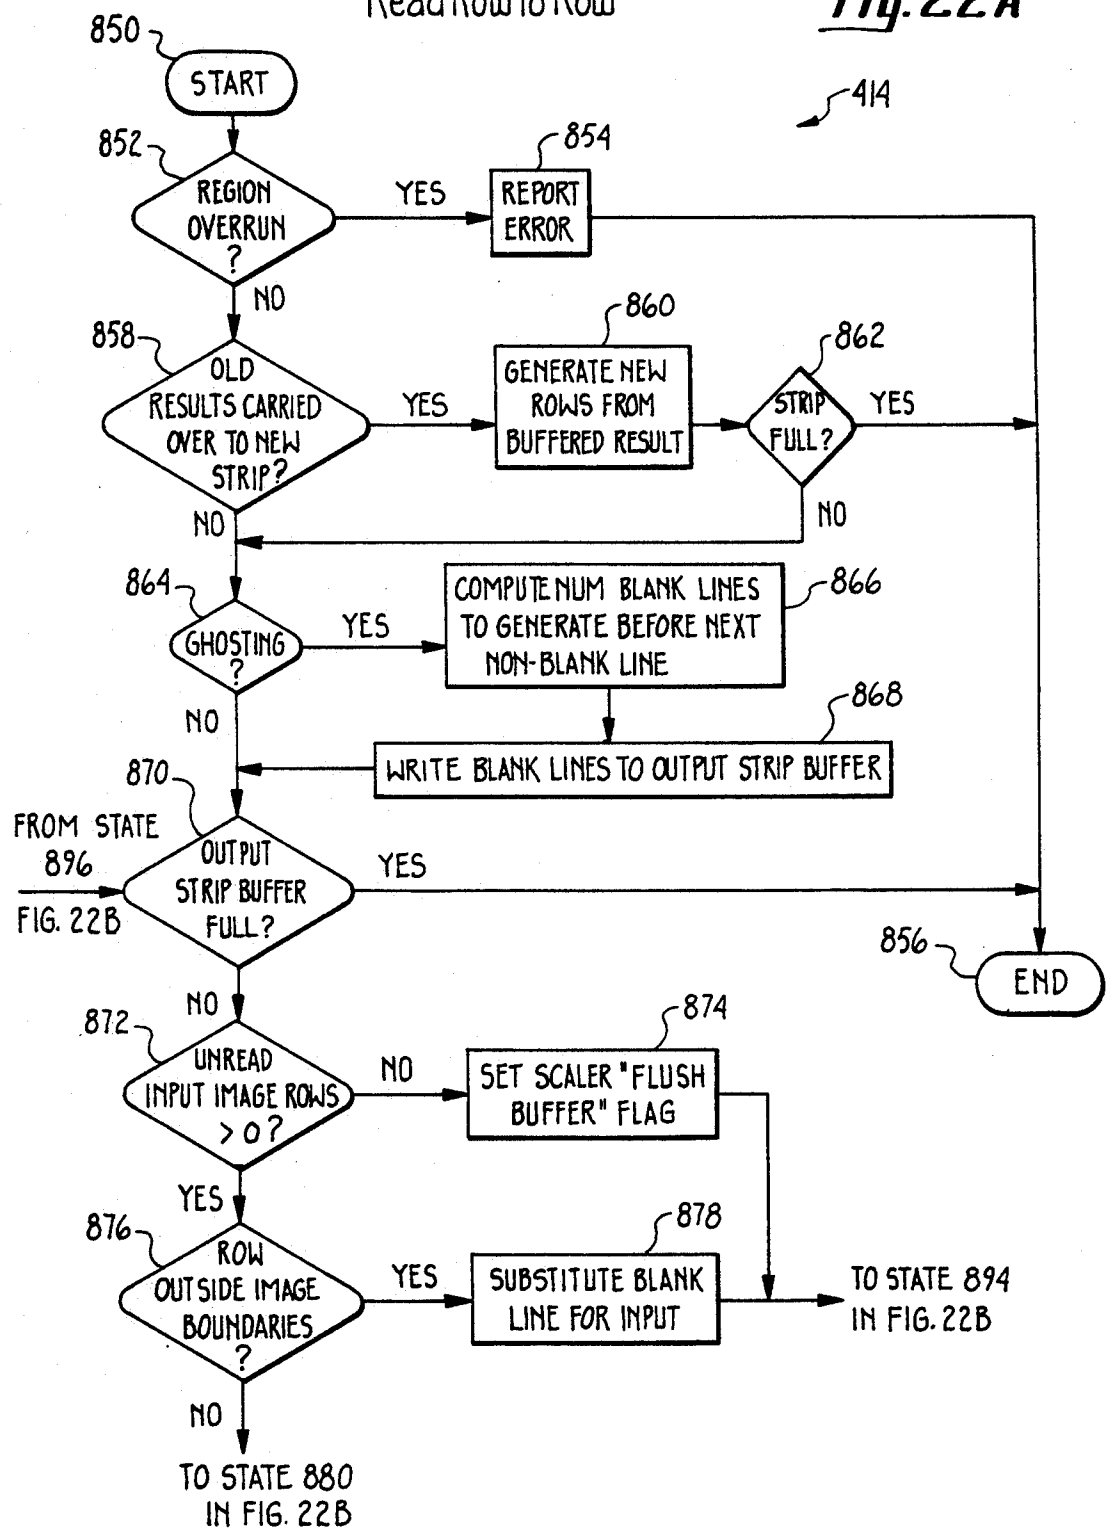 Read Row to Row
Fig. 22A
850
START
414
852
REGION
OVERRUN
?
YES
854
REPORT
ERROR
NO
858
OLD
RESULTS CARRIED
OVER TO NEW
STRIP?
YES
860
GENERATE NEW
ROWS FROM
BUFFERED RESULT
862
STRIP
FULL?
YES
NO
NO
864
GHOSTING
?
YES
COMPUTE NUM BLANK LINES
TO GENERATE BEFORE NEXT
NON-BLANK LINE
866
NO
868
WRITE BLANK LINES TO OUTPUT STRIP BUFFER
870
FROM STATE
896
FIG. 22B
OUTPUT
STRIP BUFFER
FULL?
YES
856
END
NO
872
UNREAD
INPUT IMAGE ROWS
> 0?
NO
874
SET SCALER "FLUSH
BUFFER" FLAG
YES
876
ROW
OUTSIDE IMAGE
BOUNDARIES
?
YES
878
SUBSTITUTE BLANK
LINE FOR INPUT
TO STATE 894
IN FIG. 22B
NO
TO STATE 880
IN FIG. 22B